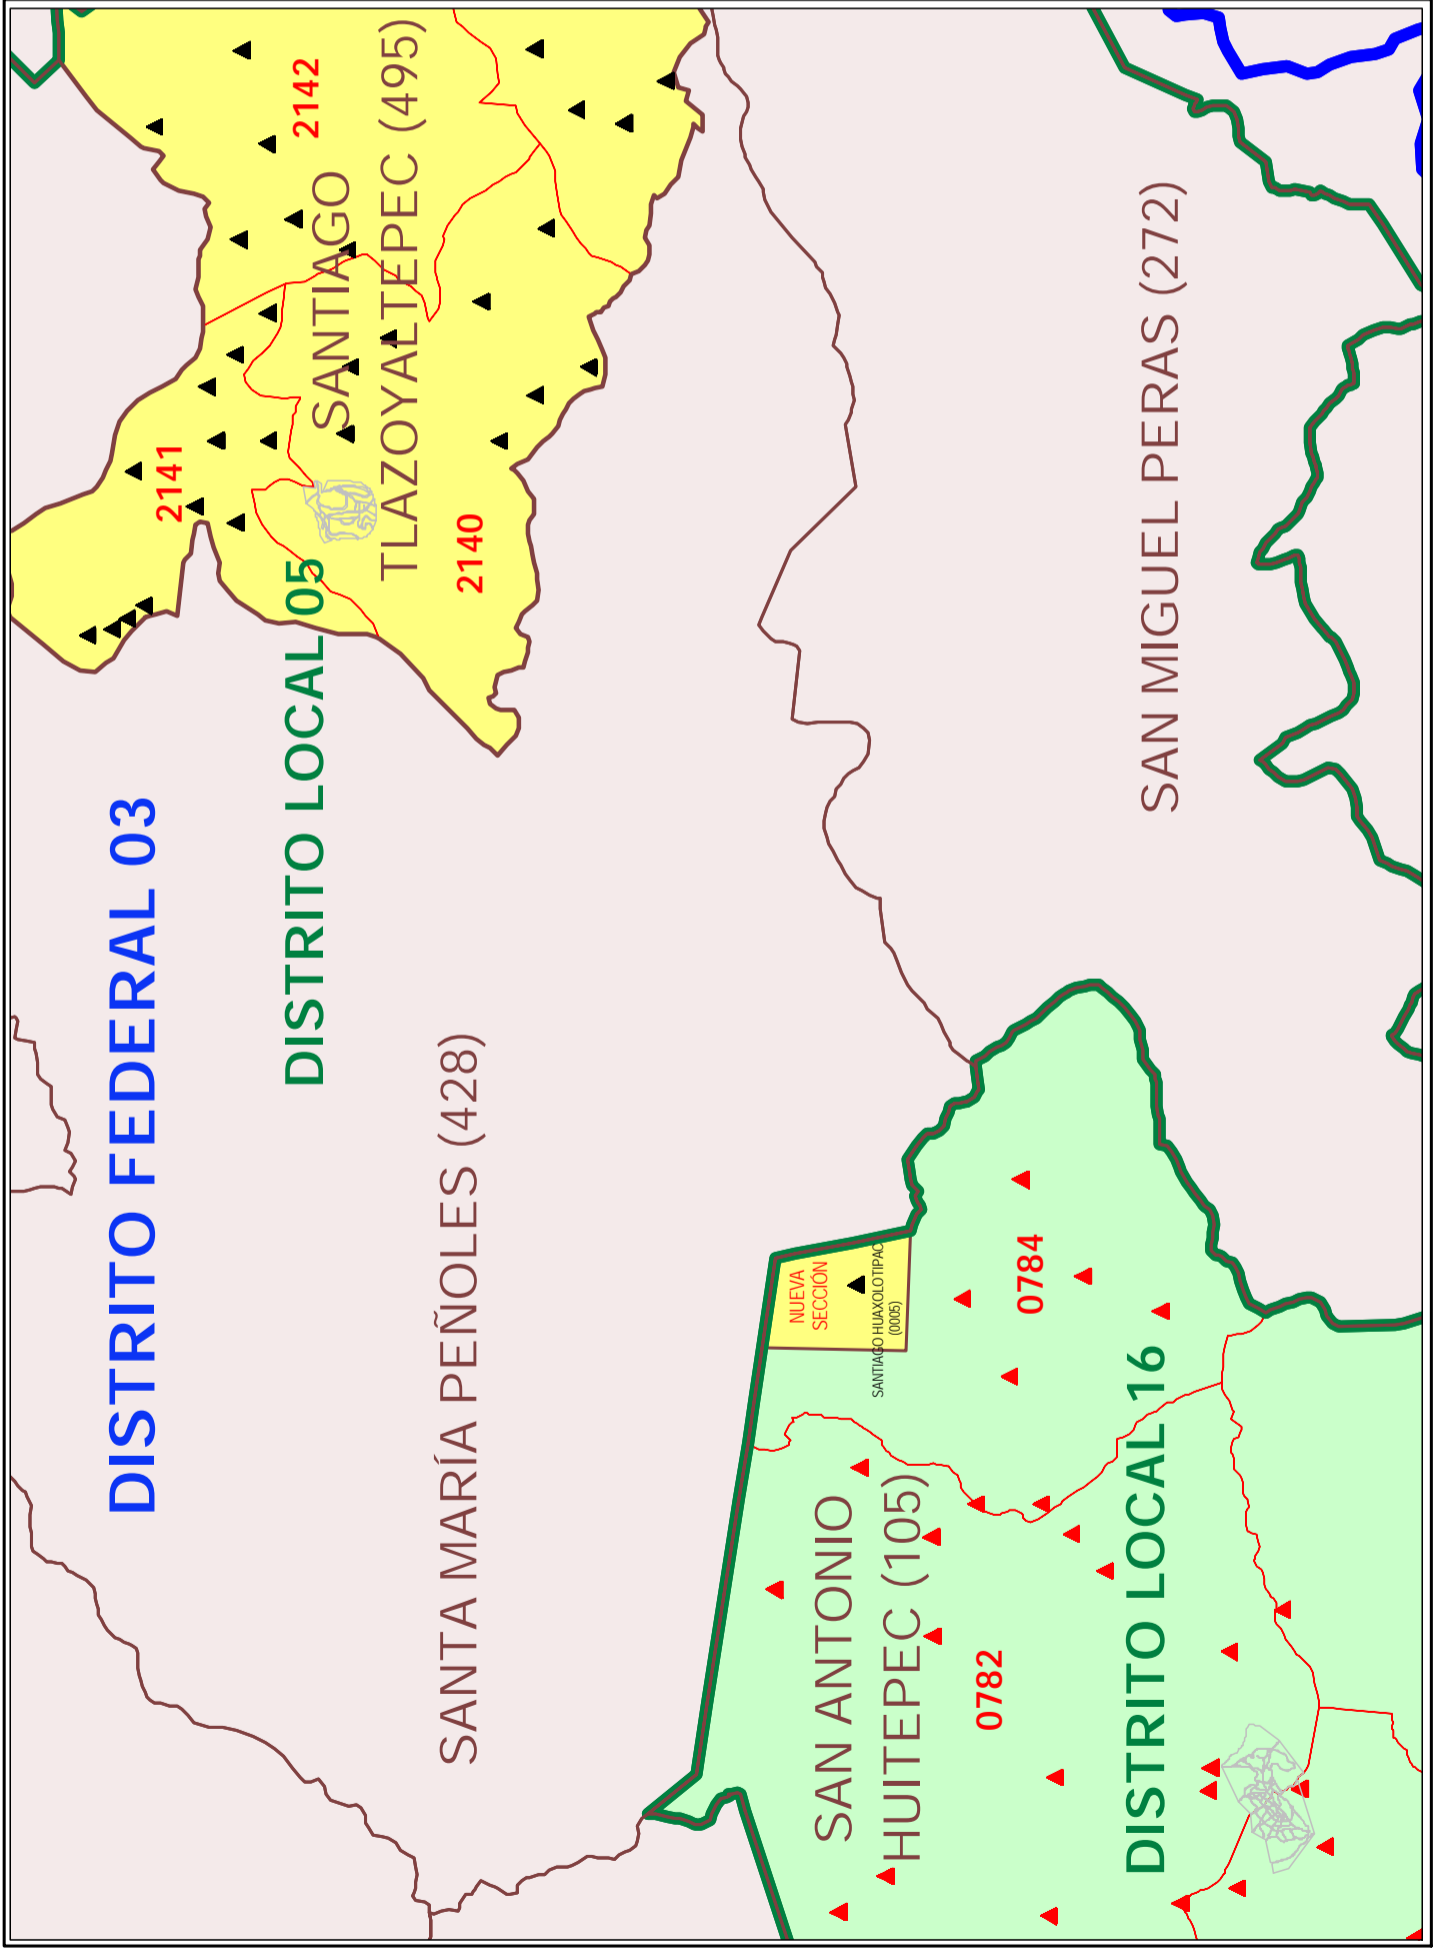 DISTRITO FEDERAL 03
DISTRITO LOCAL 05
2141
2142
SANTIAGO
TLAZOYALTEPEC (495)
2140
SANTA MARÍA PEÑOLES (428)
SAN MIGUEL PERAS (272)
NUEVA
SECCIÓN
SANTIAGO HUAXOLOTIPAC
(0005)
0784
SAN ANTONIO
HUITEPEC (105)
0782
DISTRITO LOCAL 16